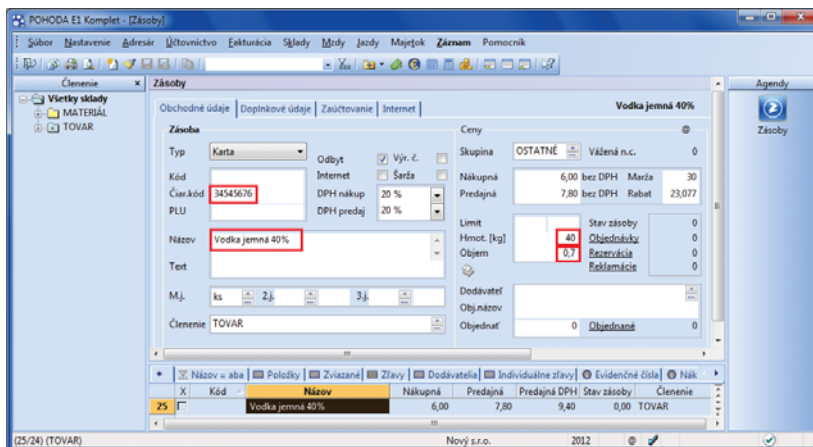 POHODA E1 Komplet - [Zásoby]
Súbor Nastavenie Adresár Účtovníctvo Fakturácia Sklady Mzdy Jazdy Majetok Záznam Pomocník
Členenie x Zásoby Agendy
Všetky sklady
MATERIÁL
TOVAR
Obchodné údaje Doplnkové údaje Zaúčtovanie Internet Vodka jemná 40%
Zásoby
Zásoba Ceny @
Typ Karta Odbyt Výr. č. Skupina OSTATNÉ Vážená n.c. 0
Kód Internet Šarža Nákupná 6,00 bez DPH Marža 30
Čiar.kód 34545676 DPH nákup 20 % Predajná 7,80 bez DPH Rabat 23,077
PLU DPH predaj 20 %
Limit Stav zásoby 0
Názov Vodka jemná 40% Hmot. [kg] 40 Objednávky 0
Objem 0,7 Rezervácia 0
Text Reklamácie 0
M.j. ks 2.j. 3.j. Dodávateľ
Obj.názov
Členenie TOVAR Objednať 0 Objednané 0
Názov = aba Položky Zviazané Zľavy Dodávatelia Individuálne zľavy Evidenčné čísla Nák
X Kód Názov Nákupná Predajná Predajná DPH Stav zásoby Členenie
25 Vodka jemná 40% 6,00 7,80 9,40 0,00 TOVAR
(25/24) (TOVAR) Nový s.r.o. 2012 @